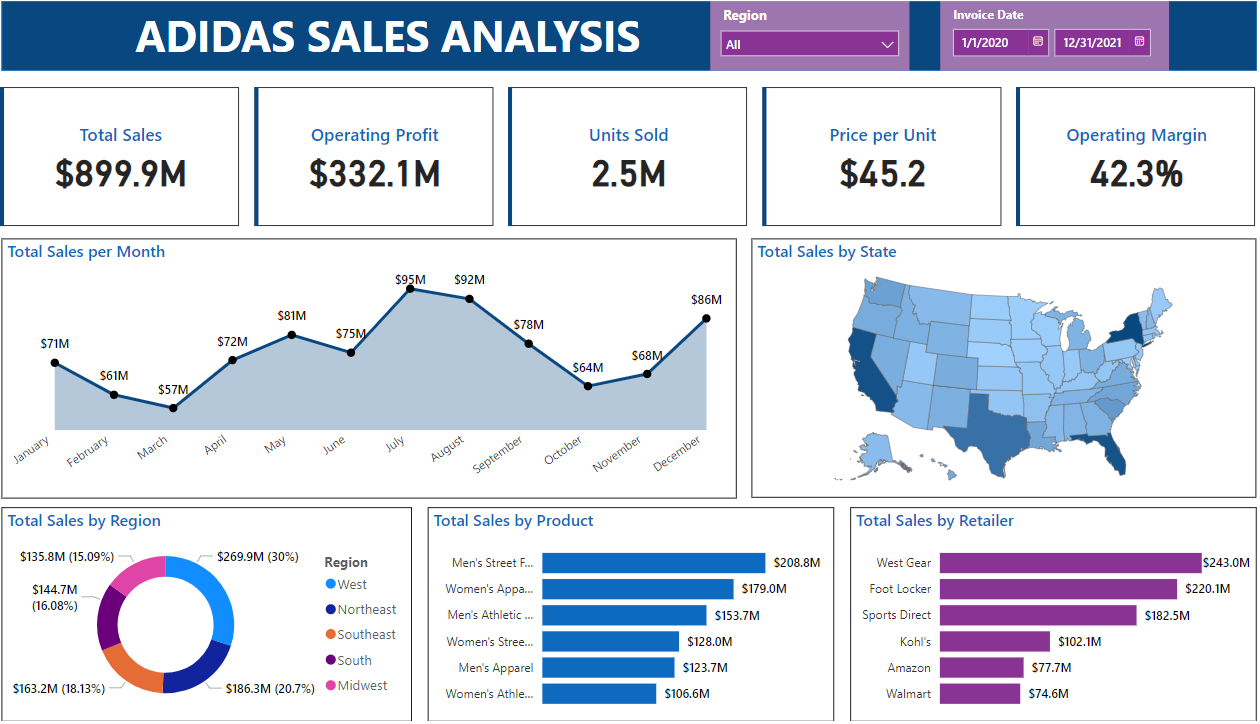 ADIDAS SALES ANALYSIS
Region
All
Invoice Date
1/1/2020
12/31/2021
Total Sales
$899.9M
Operating Profit
$332.1M
Units Sold
2.5M
Price per Unit
$45.2
Operating Margin
42.3%
Total Sales per Month
$71M
$61M
$57M
$72M
$81M
$75M
$95M
$92M
$78M
$64M
$68M
$86M
January
February
March
April
May
June
July
August
September
October
November
December
Total Sales by State
Total Sales by Region
$135.8M (15.09%)
$269.9M (30%)
$144.7M
(16.08%)
$163.2M (18.13%)
$186.3M (20.7%)
Region
West
Northeast
Southeast
South
Midwest
Total Sales by Product
Men's Street F... $208.8M
Women's Appa... $179.0M
Men's Athletic ... $153.7M
Women's Stree... $128.0M
Men's Apparel $123.7M
Women's Athle... $106.6M
Total Sales by Retailer
West Gear $243.0M
Foot Locker $220.1M
Sports Direct $182.5M
Kohl's $102.1M
Amazon $77.7M
Walmart $74.6M